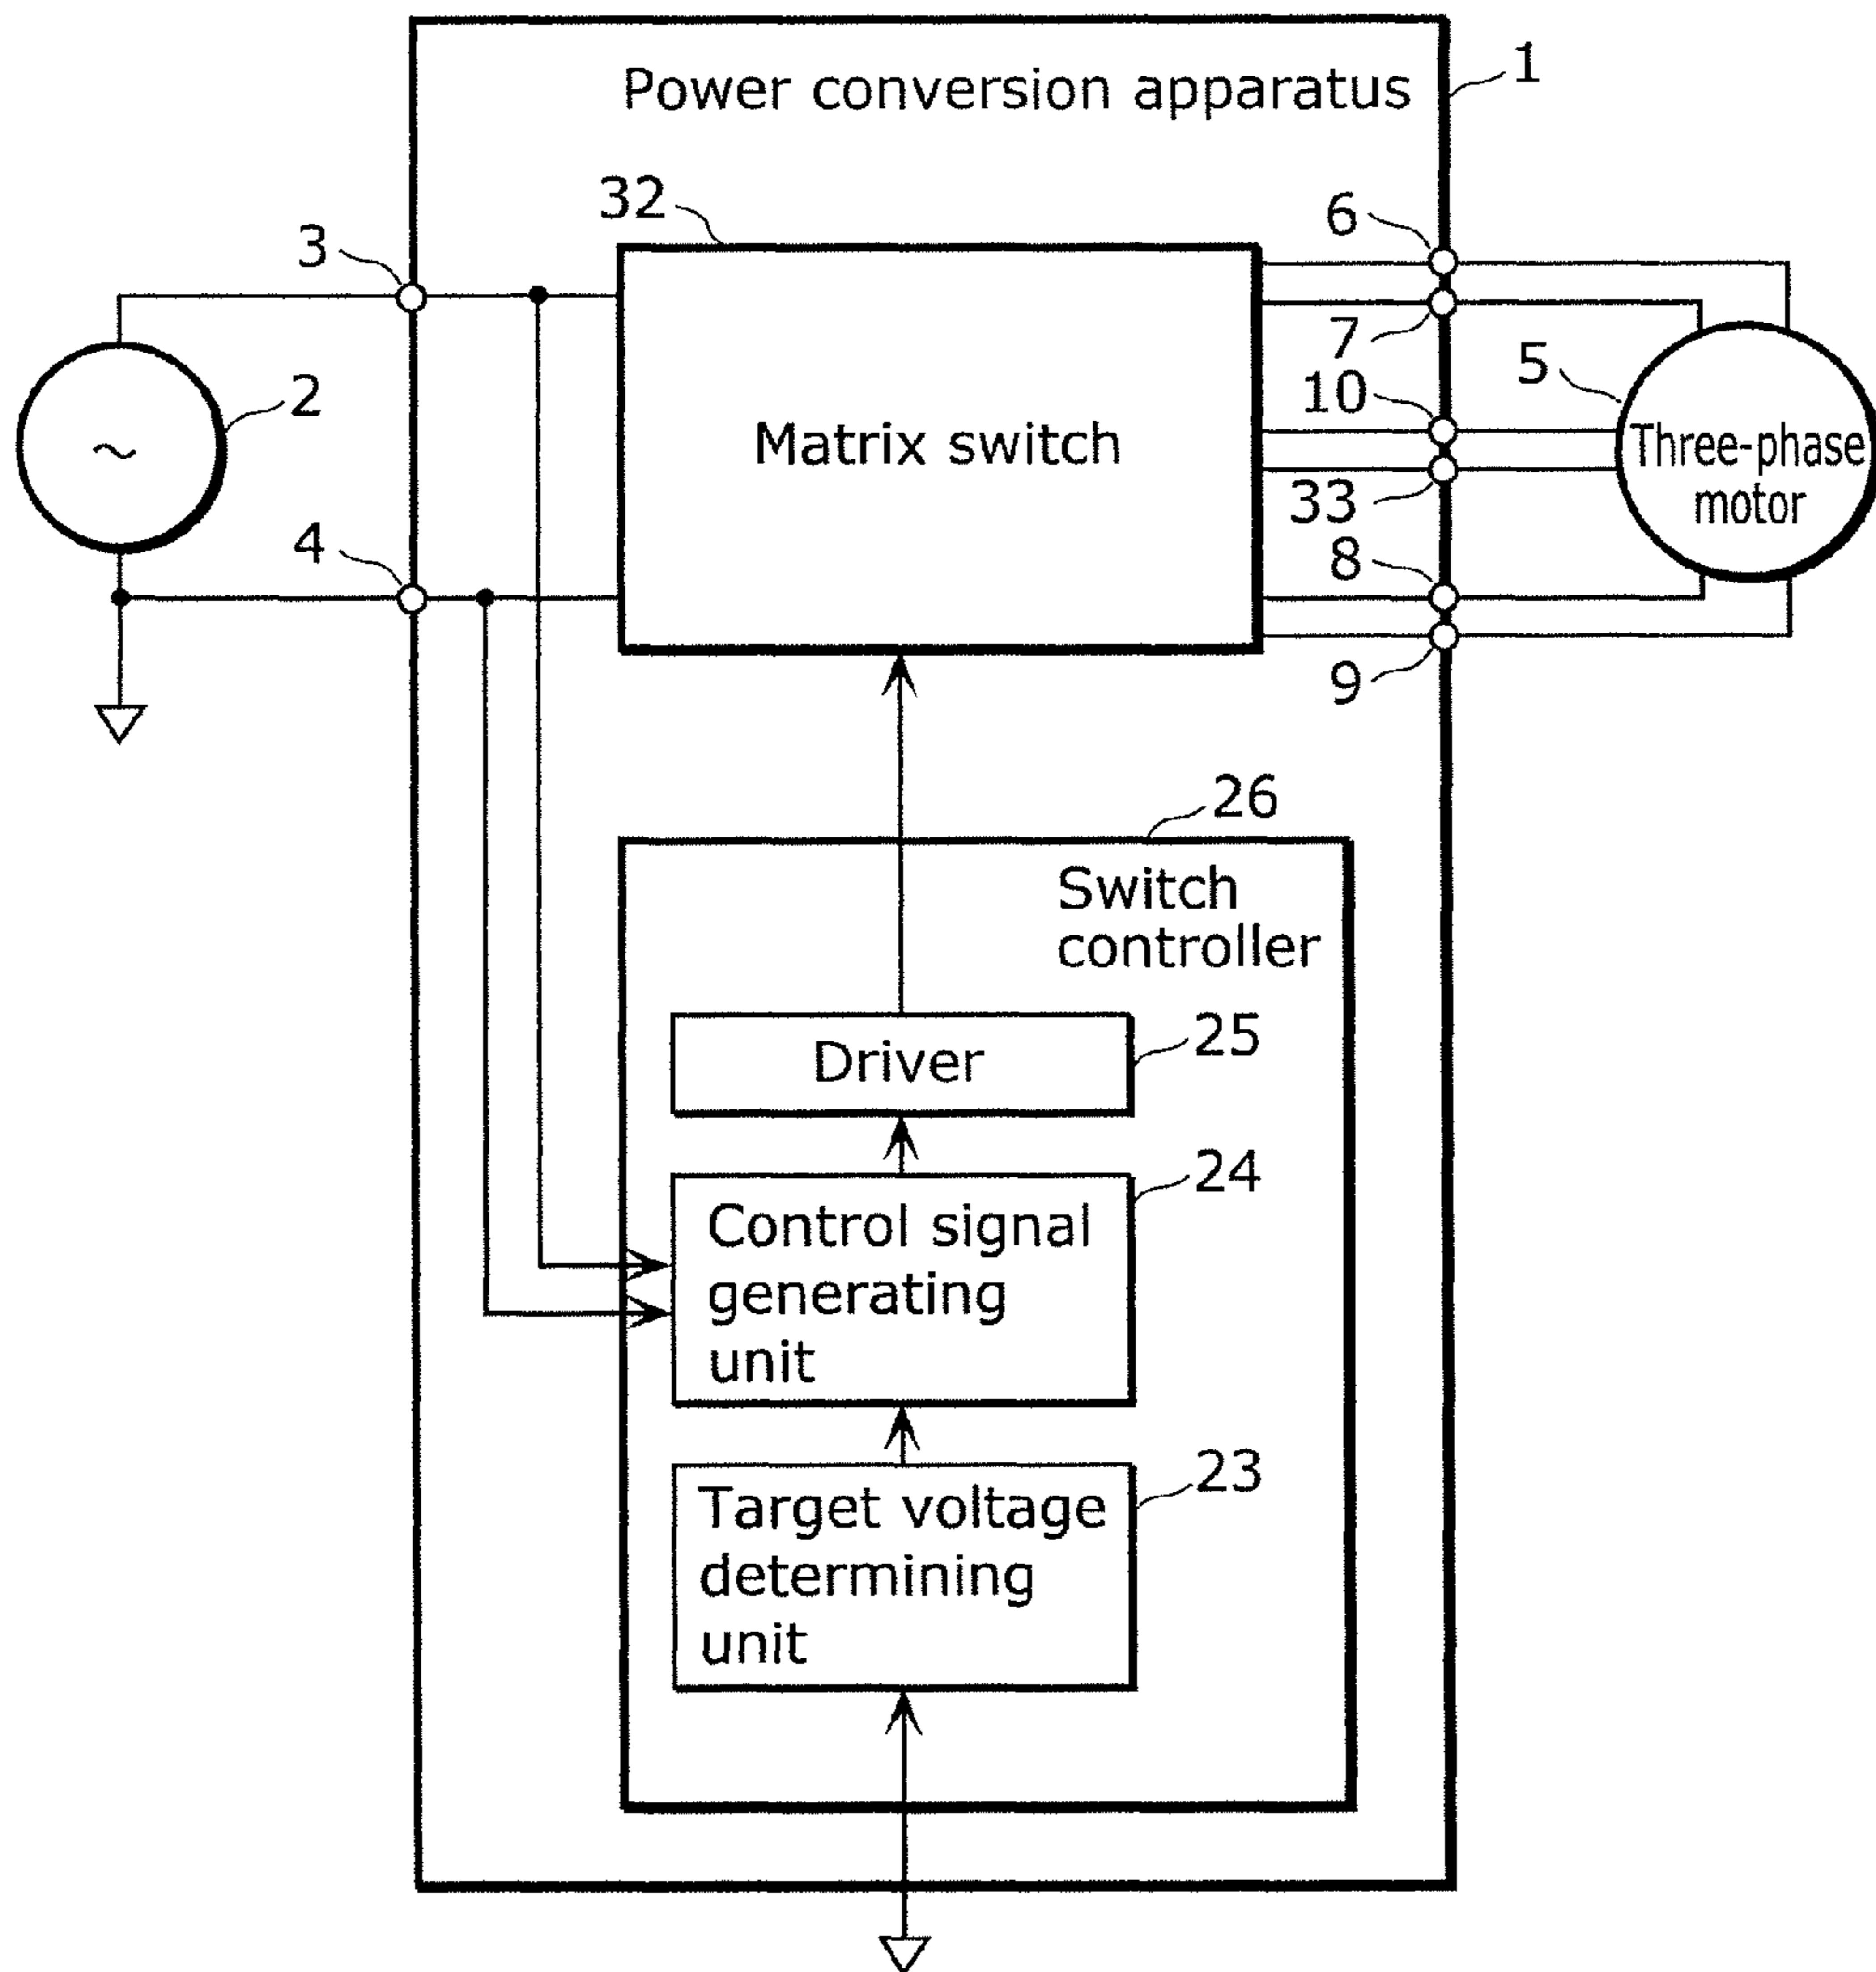 Power conversion apparatus
1
32
3
6
7
2
5
10
Matrix switch
Three-phase
motor
33
4
8
9
26
Switch
controller
25
Driver
24
Control signal
generating
unit
23
Target voltage
determining
unit
~